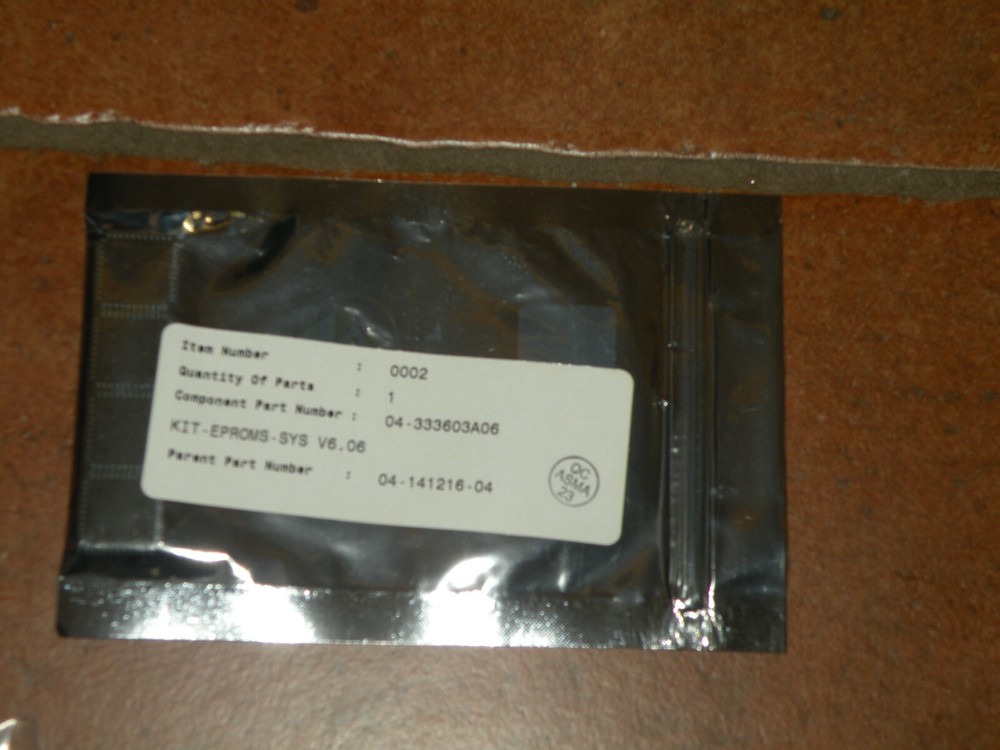 Item Number : 0002
Quantity Of Parts : 1
Component Part Number : 04-333603A06
KIT-EPROMS-SYS V6.06
Parent Part Number : 04-141216-04
QC
ASMA
23